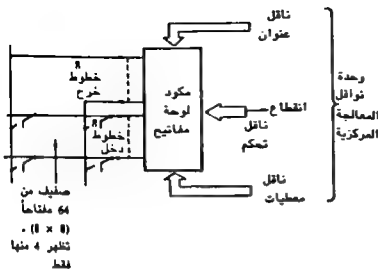 ناقل
عنوان
وحدة
نواقل
المعالجة
المركزية
انقطاع
ناقل
تحكم
ناقل
معطيات
مكود
لوحة
مفاتيح
8
خطوط
خرج
8
خطوط
دخل
صفيف من
64 مفتاحاً
(8 × 8) .
تظهر 4 منها
فقط